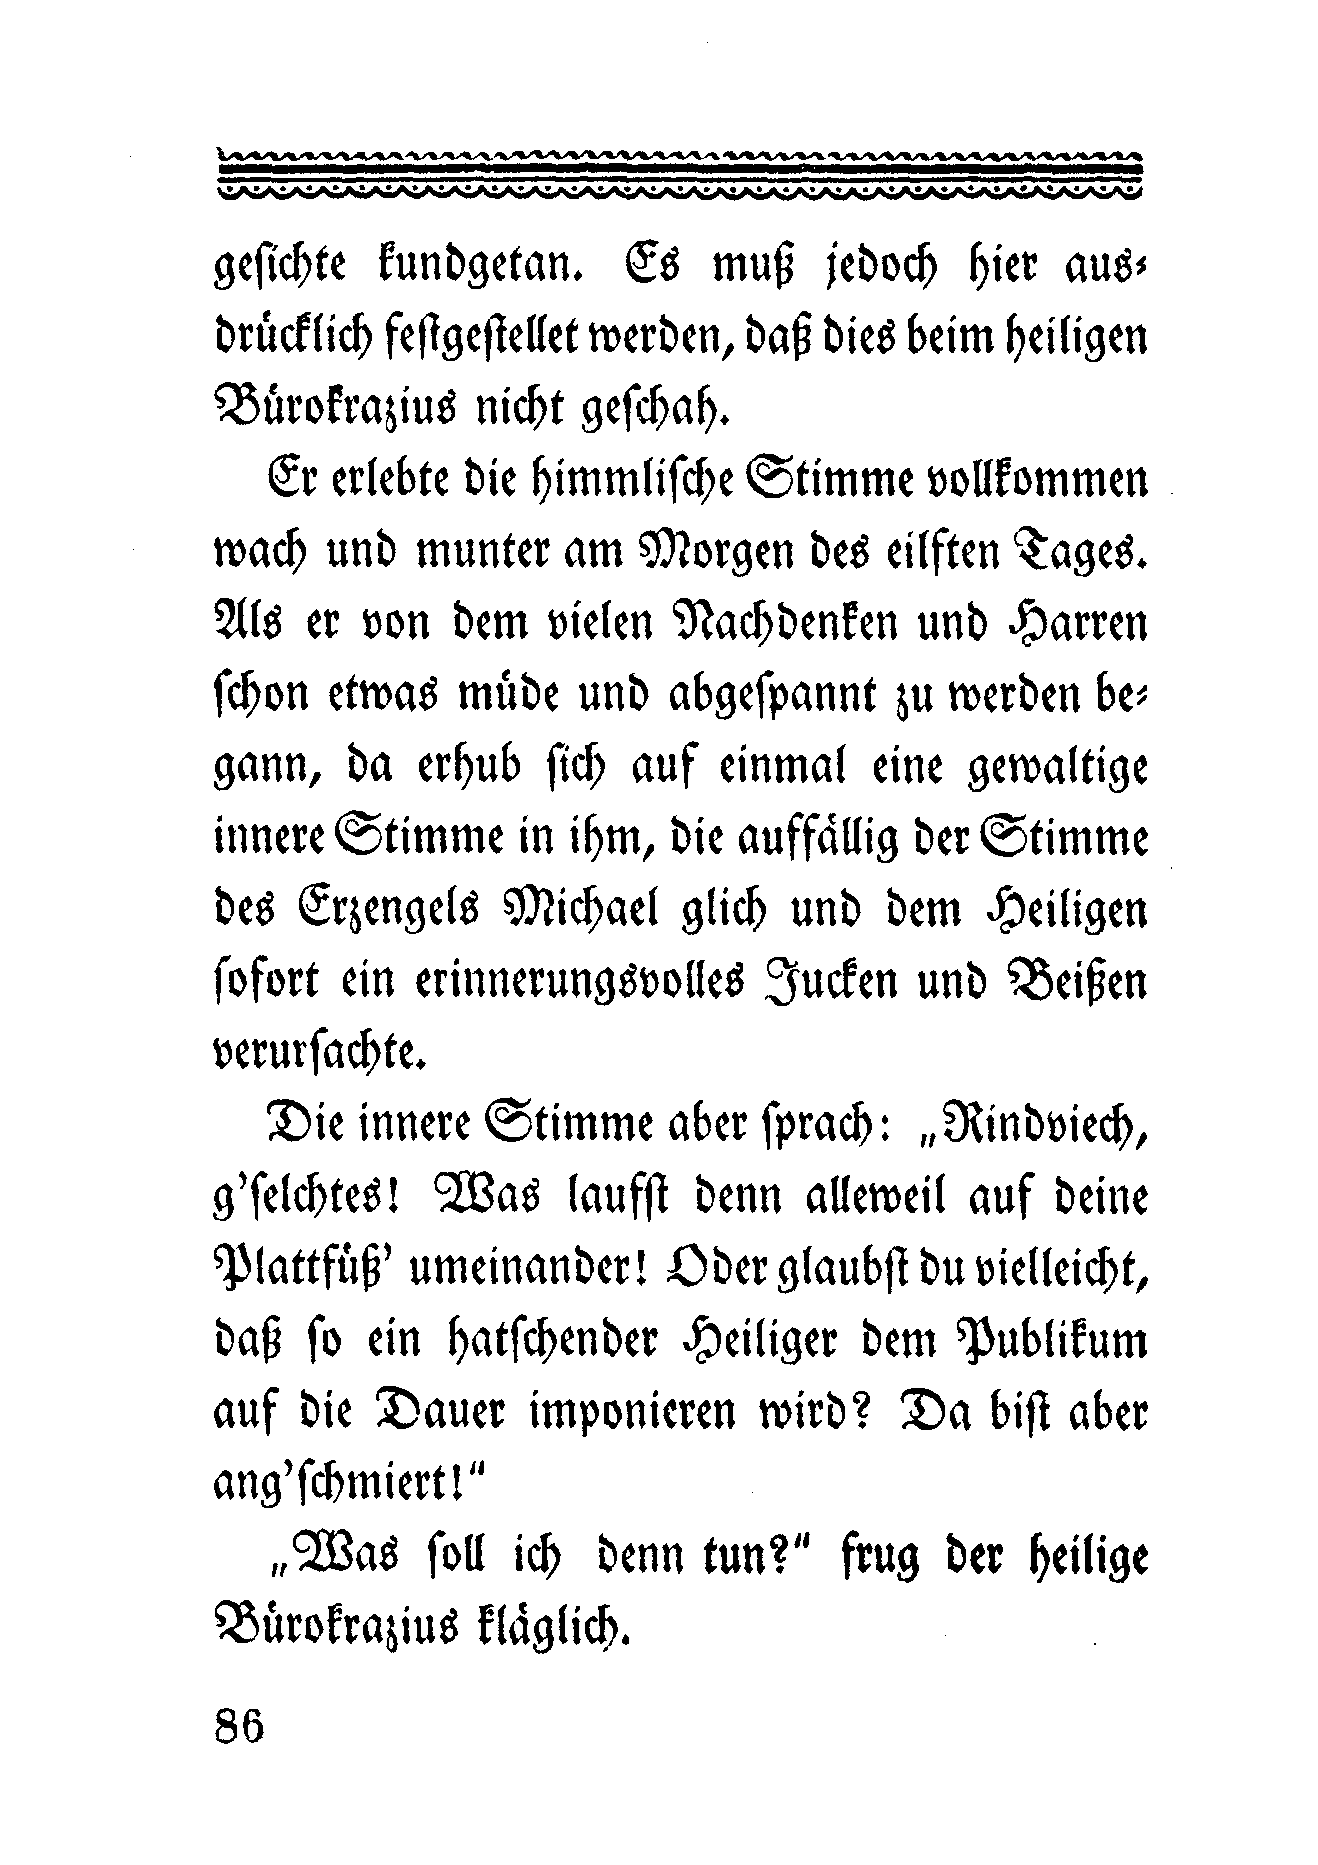 geſichte kundgetan. Es muß jedoch hier aus⸗
drücklich feſtgeſtellet werden, daß dies beim heiligen
Bürokrazius nicht geſchah.
Er erlebte die himmliſche Stimme vollkommen
wach und munter am Morgen des eilften Tages.
Als er von dem vielen Nachdenken und Harren
ſchon etwas müde und abgeſpannt zu werden be⸗
gann, da erhub ſich auf einmal eine gewaltige
innere Stimme in ihm, die auffällig der Stimme
des Erzengels Michael glich und dem Heiligen
ſofort ein erinnerungsvolles Jucken und Beißen
verurſachte.
Die innere Stimme aber ſprach: „Rindviech,
g’ſelchtes! Was laufſt denn alleweil auf deine
Plattfüß’ umeinander! Oder glaubſt du vielleicht,
daß ſo ein hatſchender Heiliger dem Publikum
auf die Dauer imponieren wird? Da biſt aber
ang’ſchmiert!“
„Was ſoll ich denn tun?“ frug der heilige
Bürokrazius kläglich.
86